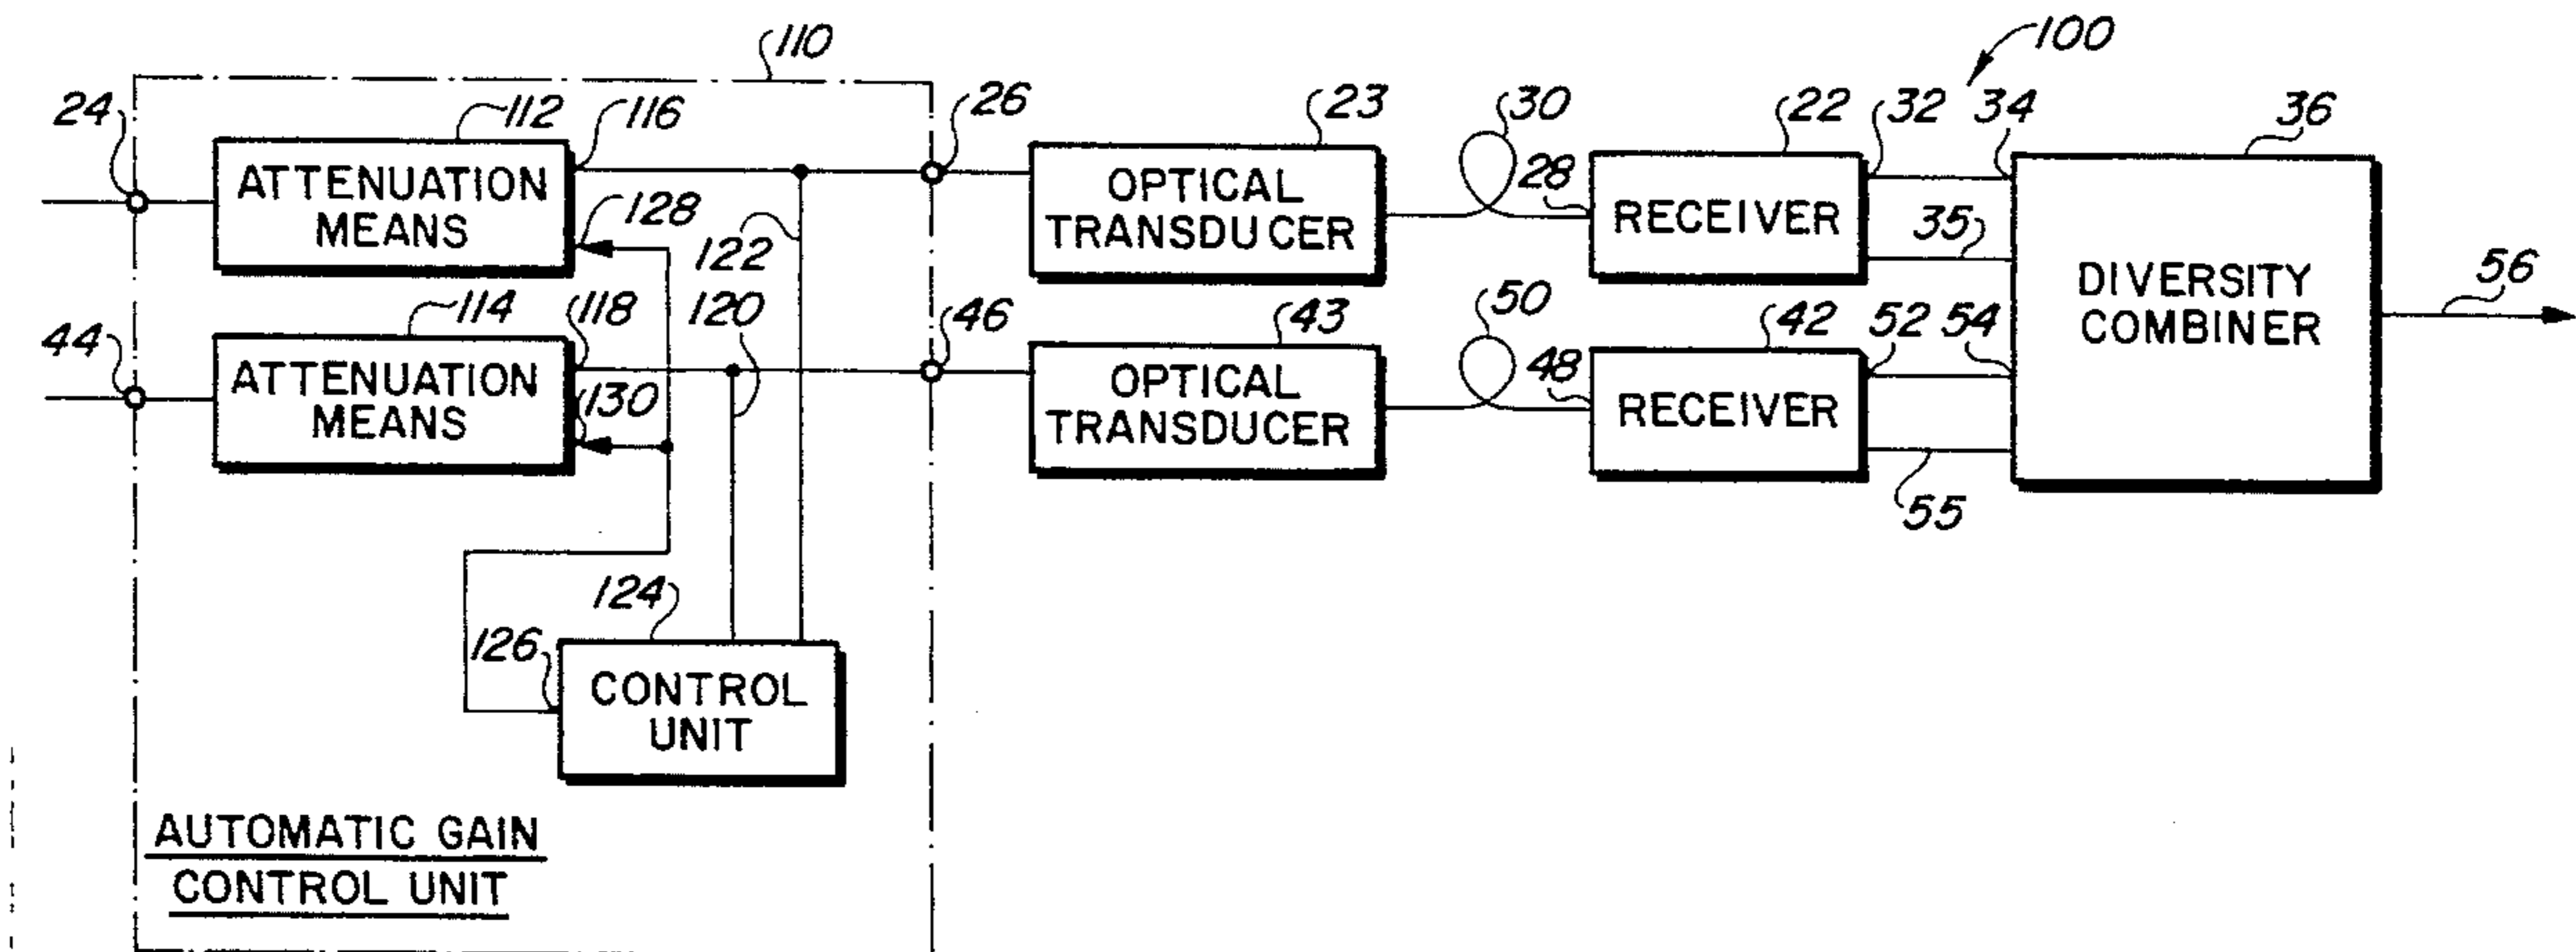 110
100
24
112
116
26
23
30
22
32
34
36
ATTENUATION
MEANS
128
122
OPTICAL
TRANSDUCER
28
RECEIVER
35
DIVERSITY
COMBINER
56
44
114
118
120
46
43
50
42
52
54
ATTENUATION
MEANS
130
OPTICAL
TRANSDUCER
48
RECEIVER
55
124
126
CONTROL
UNIT
AUTOMATIC GAIN
CONTROL UNIT